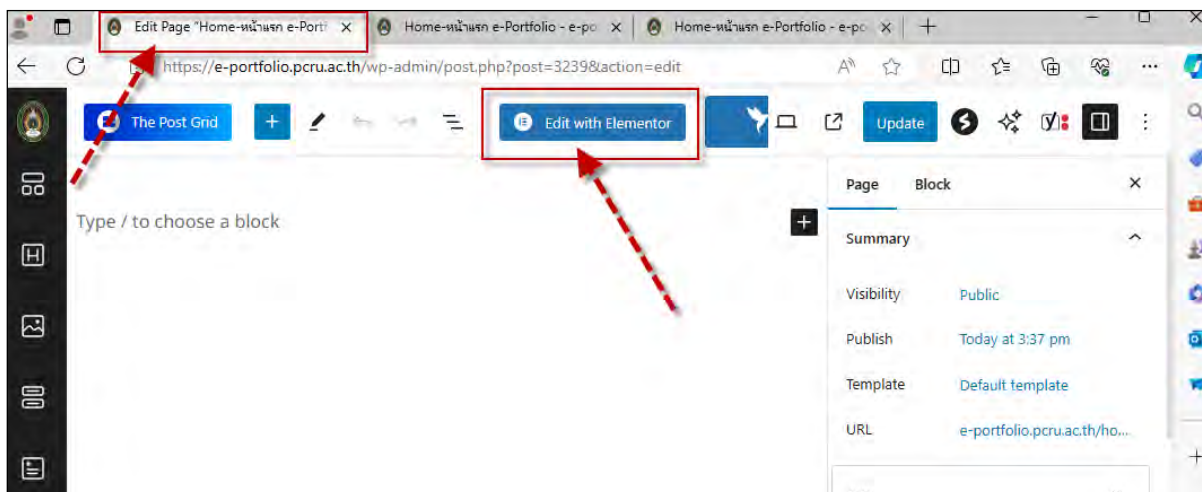 Edit Page "Home-หน้าแรก e-Portf
Home-หน้าแรก e-Portfolio - e-po
Home-หน้าแรก e-Portfolio - e-po
https://e-portfolio.pcru.ac.th/wp-admin/post.php?post=3239&action=edit
The Post Grid
Edit with Elementor
Update
Page Block
Type / to choose a block
Summary
Visibility Public
Publish Today at 3:37 pm
Template Default template
URL e-portfolio.pcru.ac.th/ho...